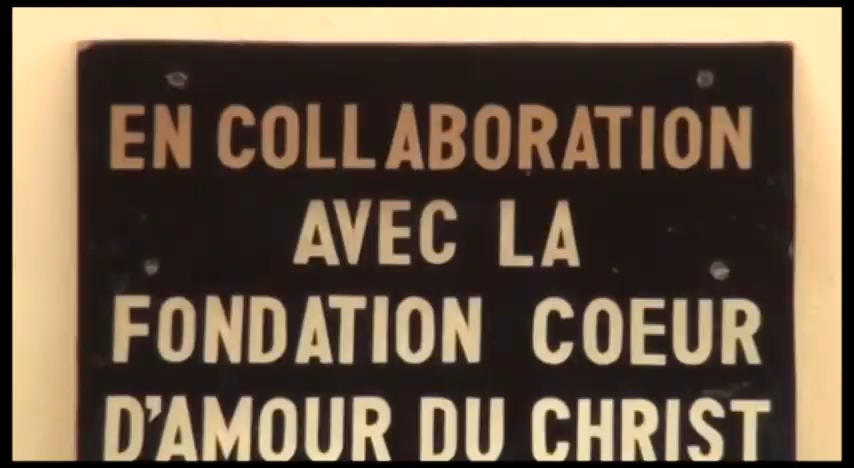 EN COLLABORATION
AVEC LA
FONDATION COEUR
D'AMOUR DU CHRIST